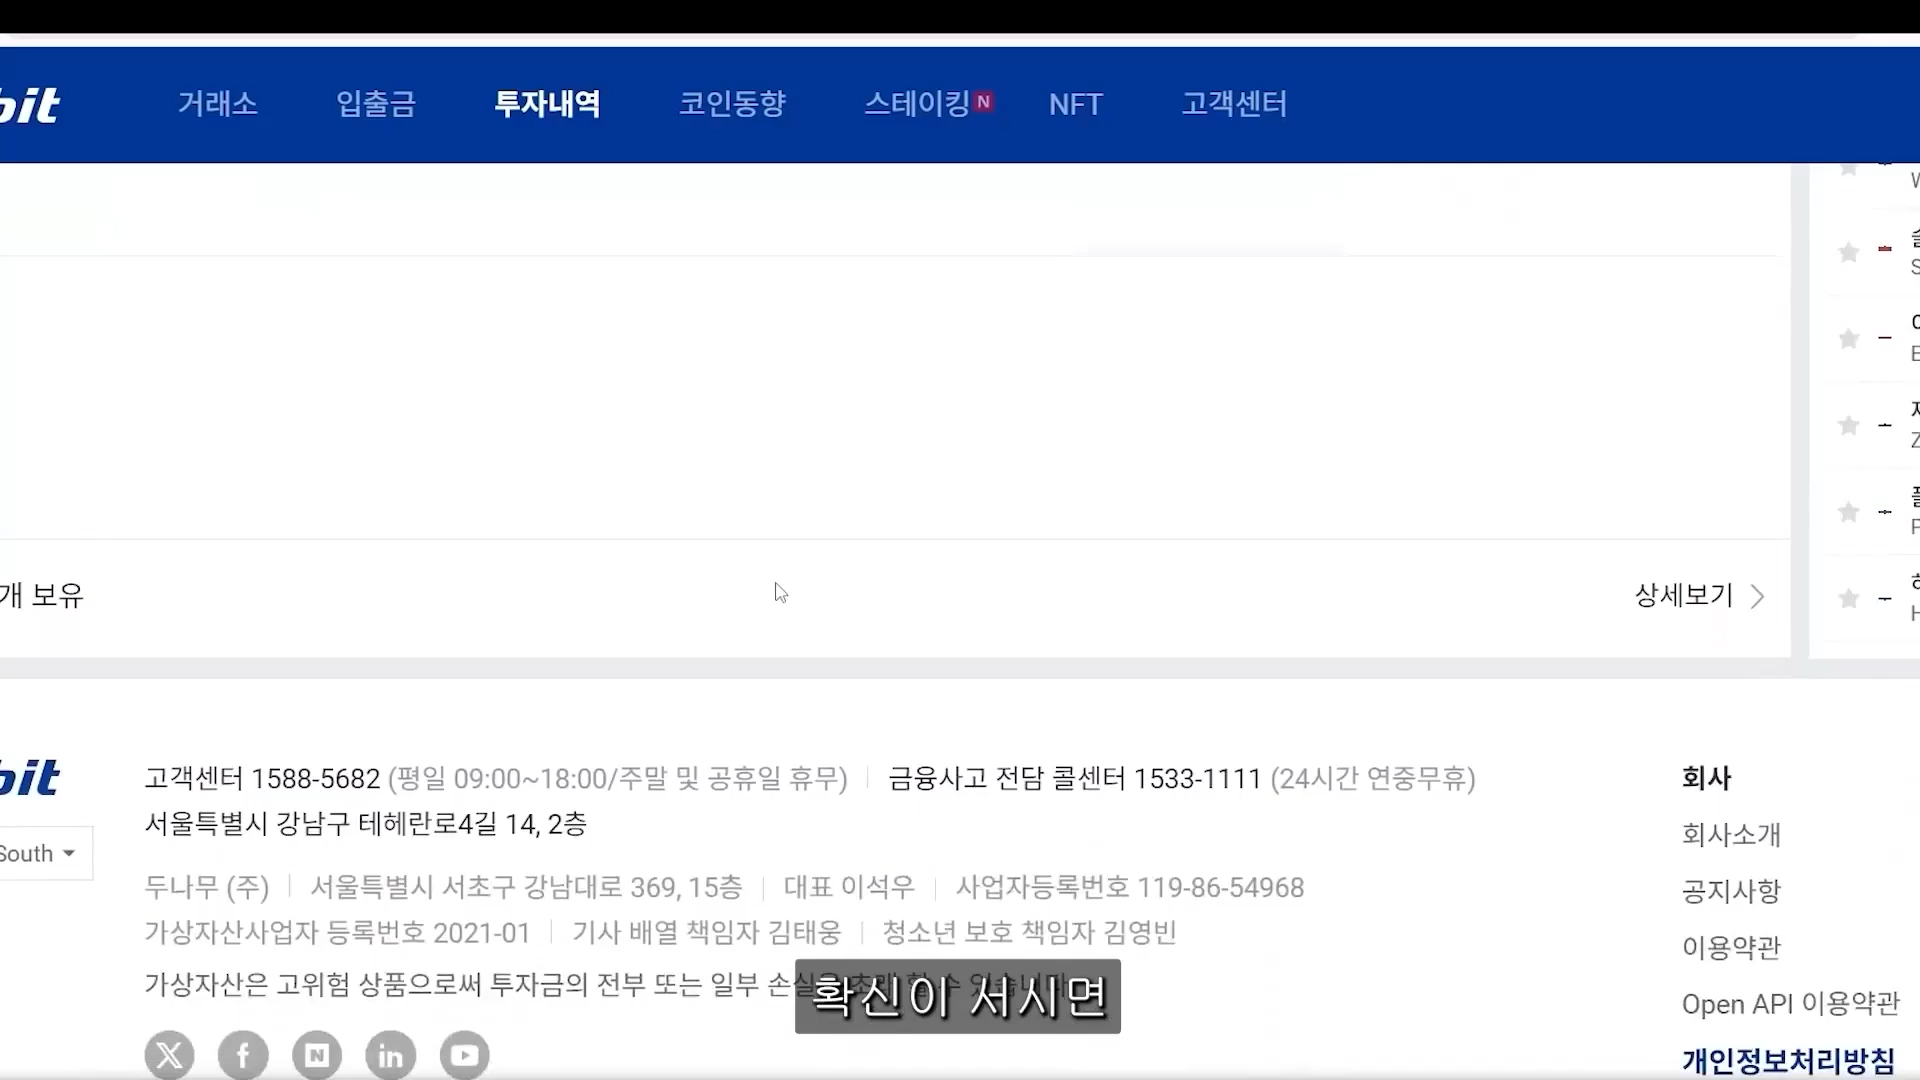 bit
거래소 입출금 투자내역 코인동향 스테이킹 N NFT 고객센터
개 보유
상세보기
bit
South
고객센터 1588-5682 (평일 09:00~18:00/주말 및 공휴일 휴무) 금융사고 전담 콜센터 1533-1111 (24시간 연중무휴)
서울특별시 강남구 테헤란로4길 14, 2층
두나무 (주) 서울특별시 서초구 강남대로 369, 15층 대표 이석우 사업자등록번호 119-86-54968
가상자산사업자 등록번호 2021-01 기사 배열 책임자 김태웅 청소년 보호 책임자 김영빈
가상자산은 고위험 상품으로써 투자금의 전부 또는 일부 손실을 초래 할 수 있습니다
확신이 서시면
회사
회사소개
공지사항
이용약관
Open API 이용약관
개인정보처리방침